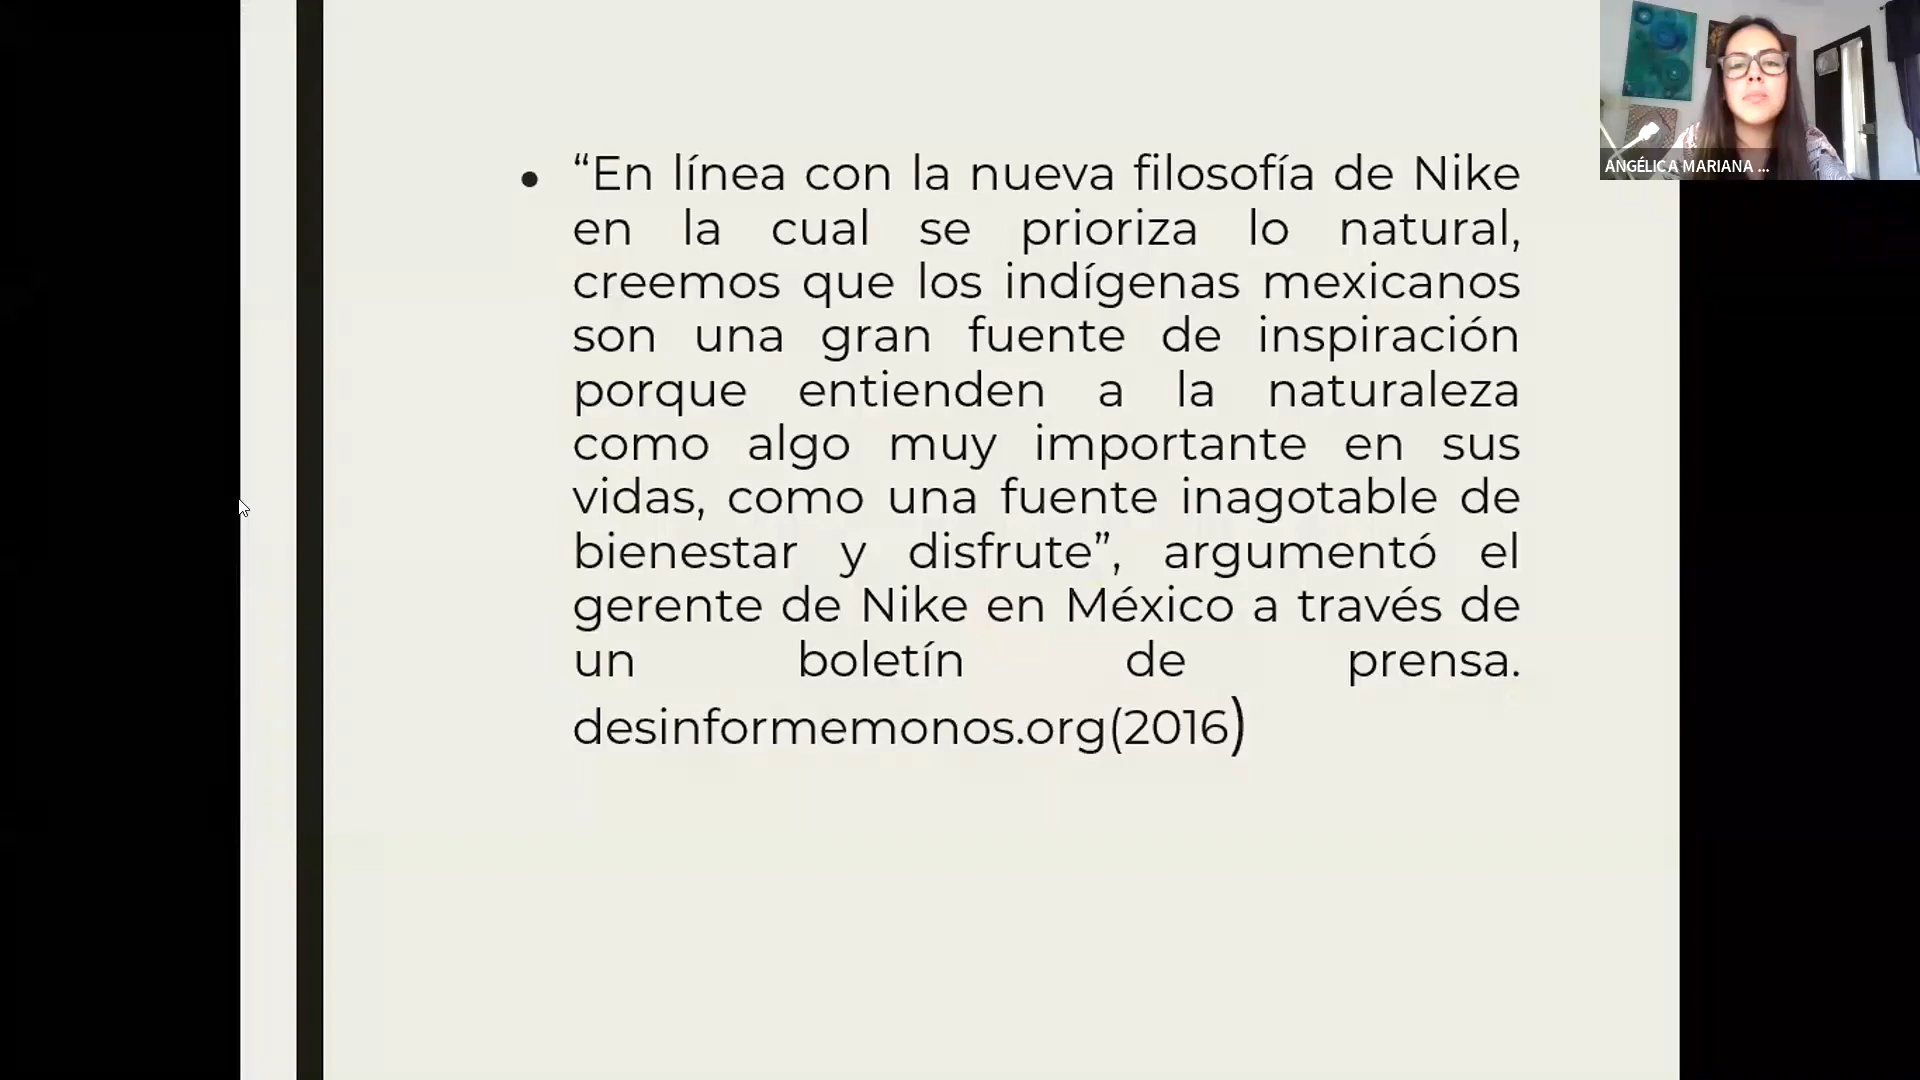 • “En línea con la nueva filosofía de Nike
en la cual se prioriza lo natural,
creemos que los indígenas mexicanos
son una gran fuente de inspiración
porque entienden a la naturaleza
como algo muy importante en sus
vidas, como una fuente inagotable de
bienestar y disfrute”, argumentó el
gerente de Nike en México a través de
un boletín de prensa.
desinformemonos.org(2016)
ANGÉLICA MARIANA ...